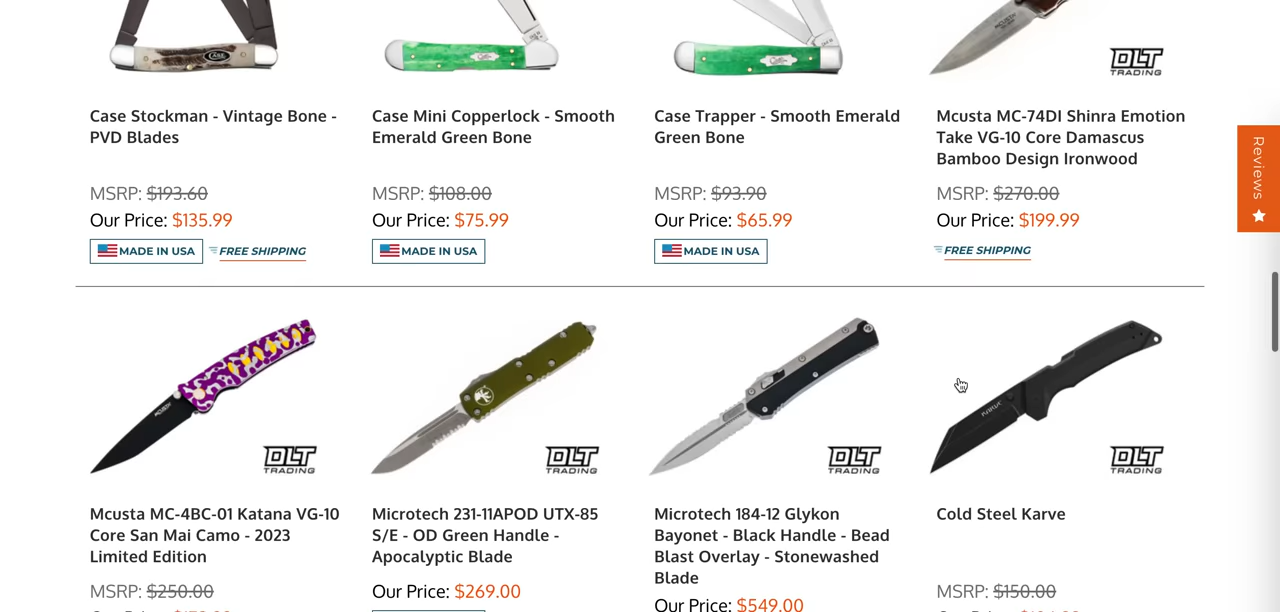 DLT
TRADING
Case Stockman - Vintage Bone -
PVD Blades
MSRP: $193.60
Our Price: $135.99
MADE IN USA
FREE SHIPPING
Case Mini Copperlock - Smooth
Emerald Green Bone
MSRP: $108.00
Our Price: $75.99
MADE IN USA
Case Trapper - Smooth Emerald
Green Bone
MSRP: $93.90
Our Price: $65.99
MADE IN USA
Mcusta MC-74DI Shinra Emotion
Take VG-10 Core Damascus
Bamboo Design Ironwood
MSRP: $270.00
Our Price: $199.99
FREE SHIPPING
Reviews
DLT
TRADING
DLT
TRADING
DLT
TRADING
DLT
TRADING
Mcusta MC-4BC-01 Katana VG-10
Core San Mai Camo - 2023
Limited Edition
MSRP: $250.00
Microtech 231-11APOD UTX-85
S/E - OD Green Handle -
Apocalyptic Blade
Our Price: $269.00
Microtech 184-12 Glykon
Bayonet - Black Handle - Bead
Blast Overlay - Stonewashed
Blade
Our Price: $549.00
Cold Steel Karve
MSRP: $150.00